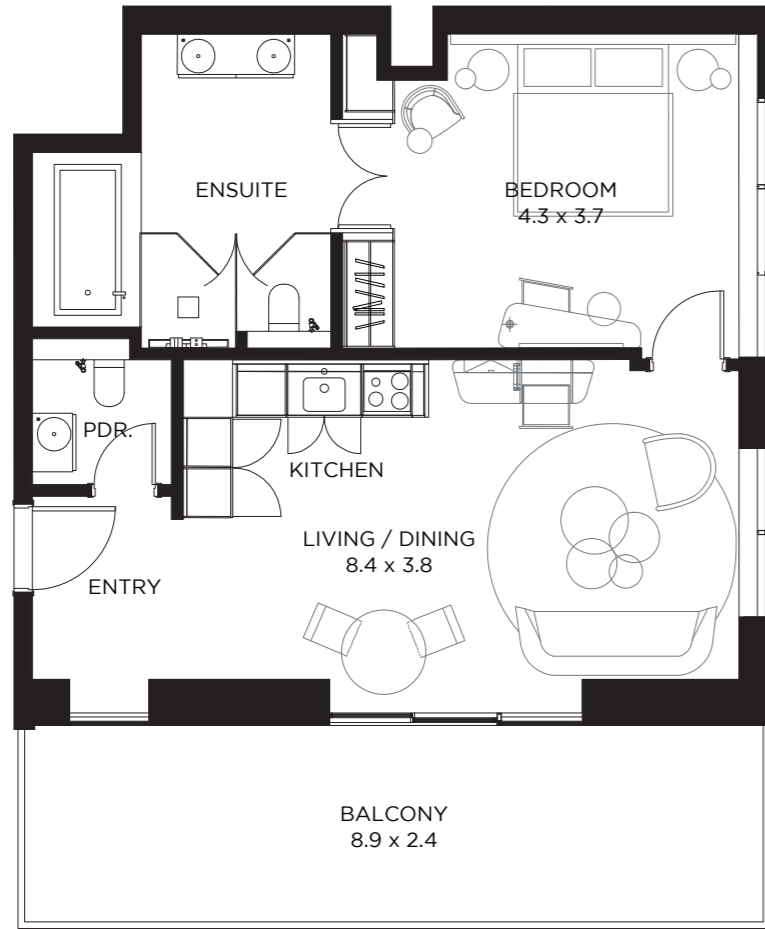 ENSUITE
BEDROOM
4.3 x 3.7
PDR.
KITCHEN
LIVING / DINING
8.4 x 3.8
ENTRY
BALCONY
8.9 x 2.4